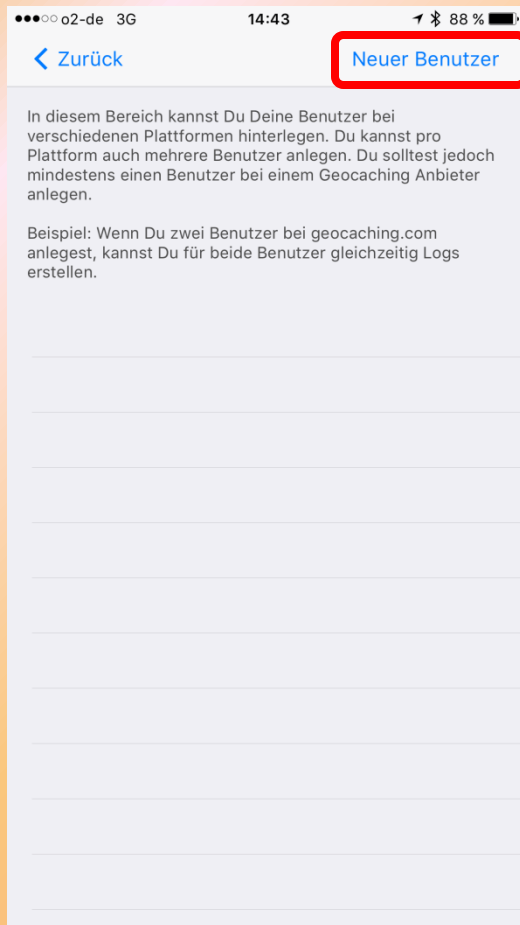 o2-de 3G 14:43 88 %
Zurück Neuer Benutzer
In diesem Bereich kannst Du Deine Benutzer bei
verschiedenen Plattformen hinterlegen. Du kannst pro
Plattform auch mehrere Benutzer anlegen. Du solltest jedoch
mindestens einen Benutzer bei einem Geocaching Anbieter
anlegen.
Beispiel: Wenn Du zwei Benutzer bei geocaching.com
anlegest, kannst Du für beide Benutzer gleichzeitig Logs
erstellen.